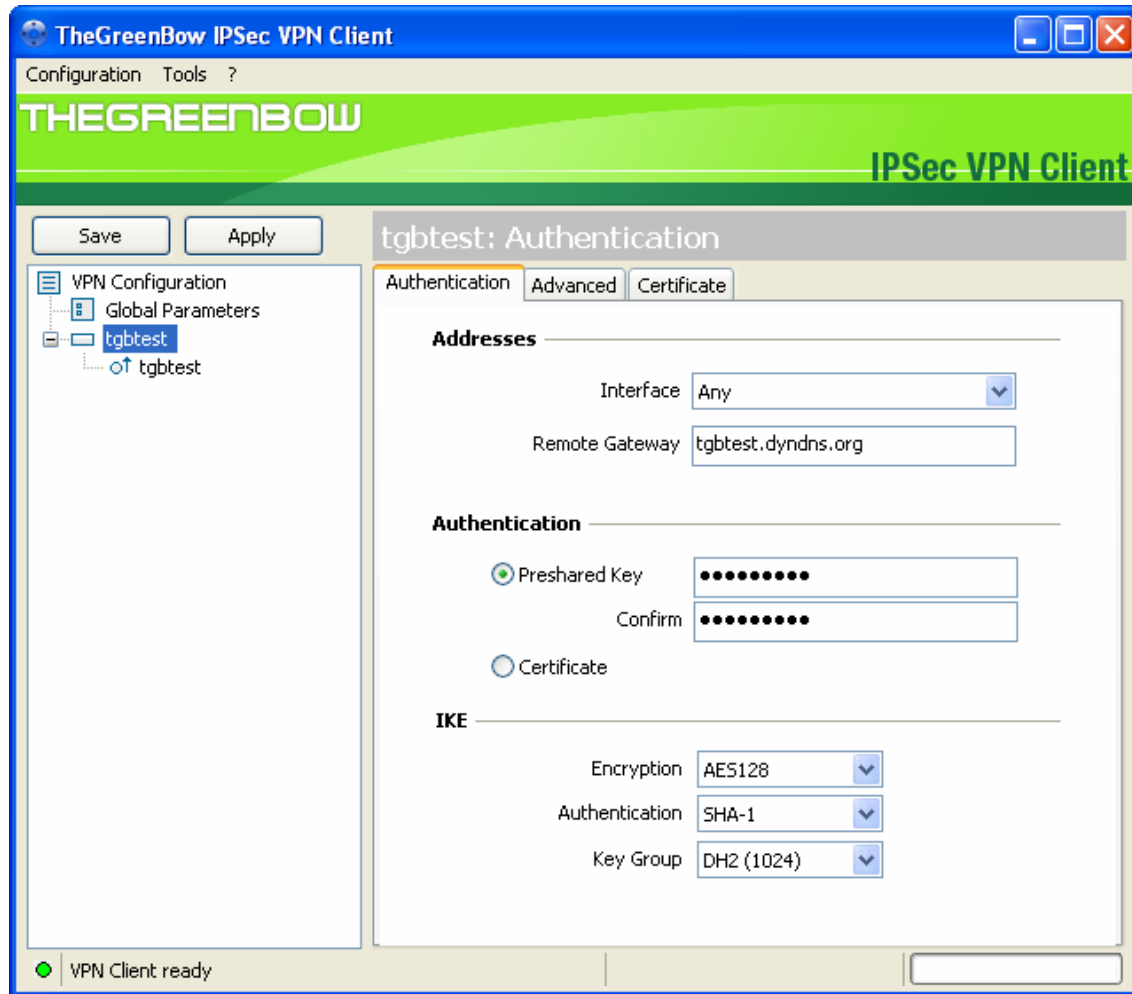 TheGreenBow IPSec VPN Client
Configuration Tools ?
THEGREENBOW
IPSec VPN Client
Save Apply
tgbtest: Authentication
VPN Configuration
Global Parameters
tgbtest
tgbtest
Authentication Advanced Certificate
Addresses
Interface Any
Remote Gateway tgbtest.dyndns.org
Authentication
Preshared Key •••••••••
Confirm •••••••••
Certificate
IKE
Encryption AES128
Authentication SHA-1
Key Group DH2 (1024)
VPN Client ready